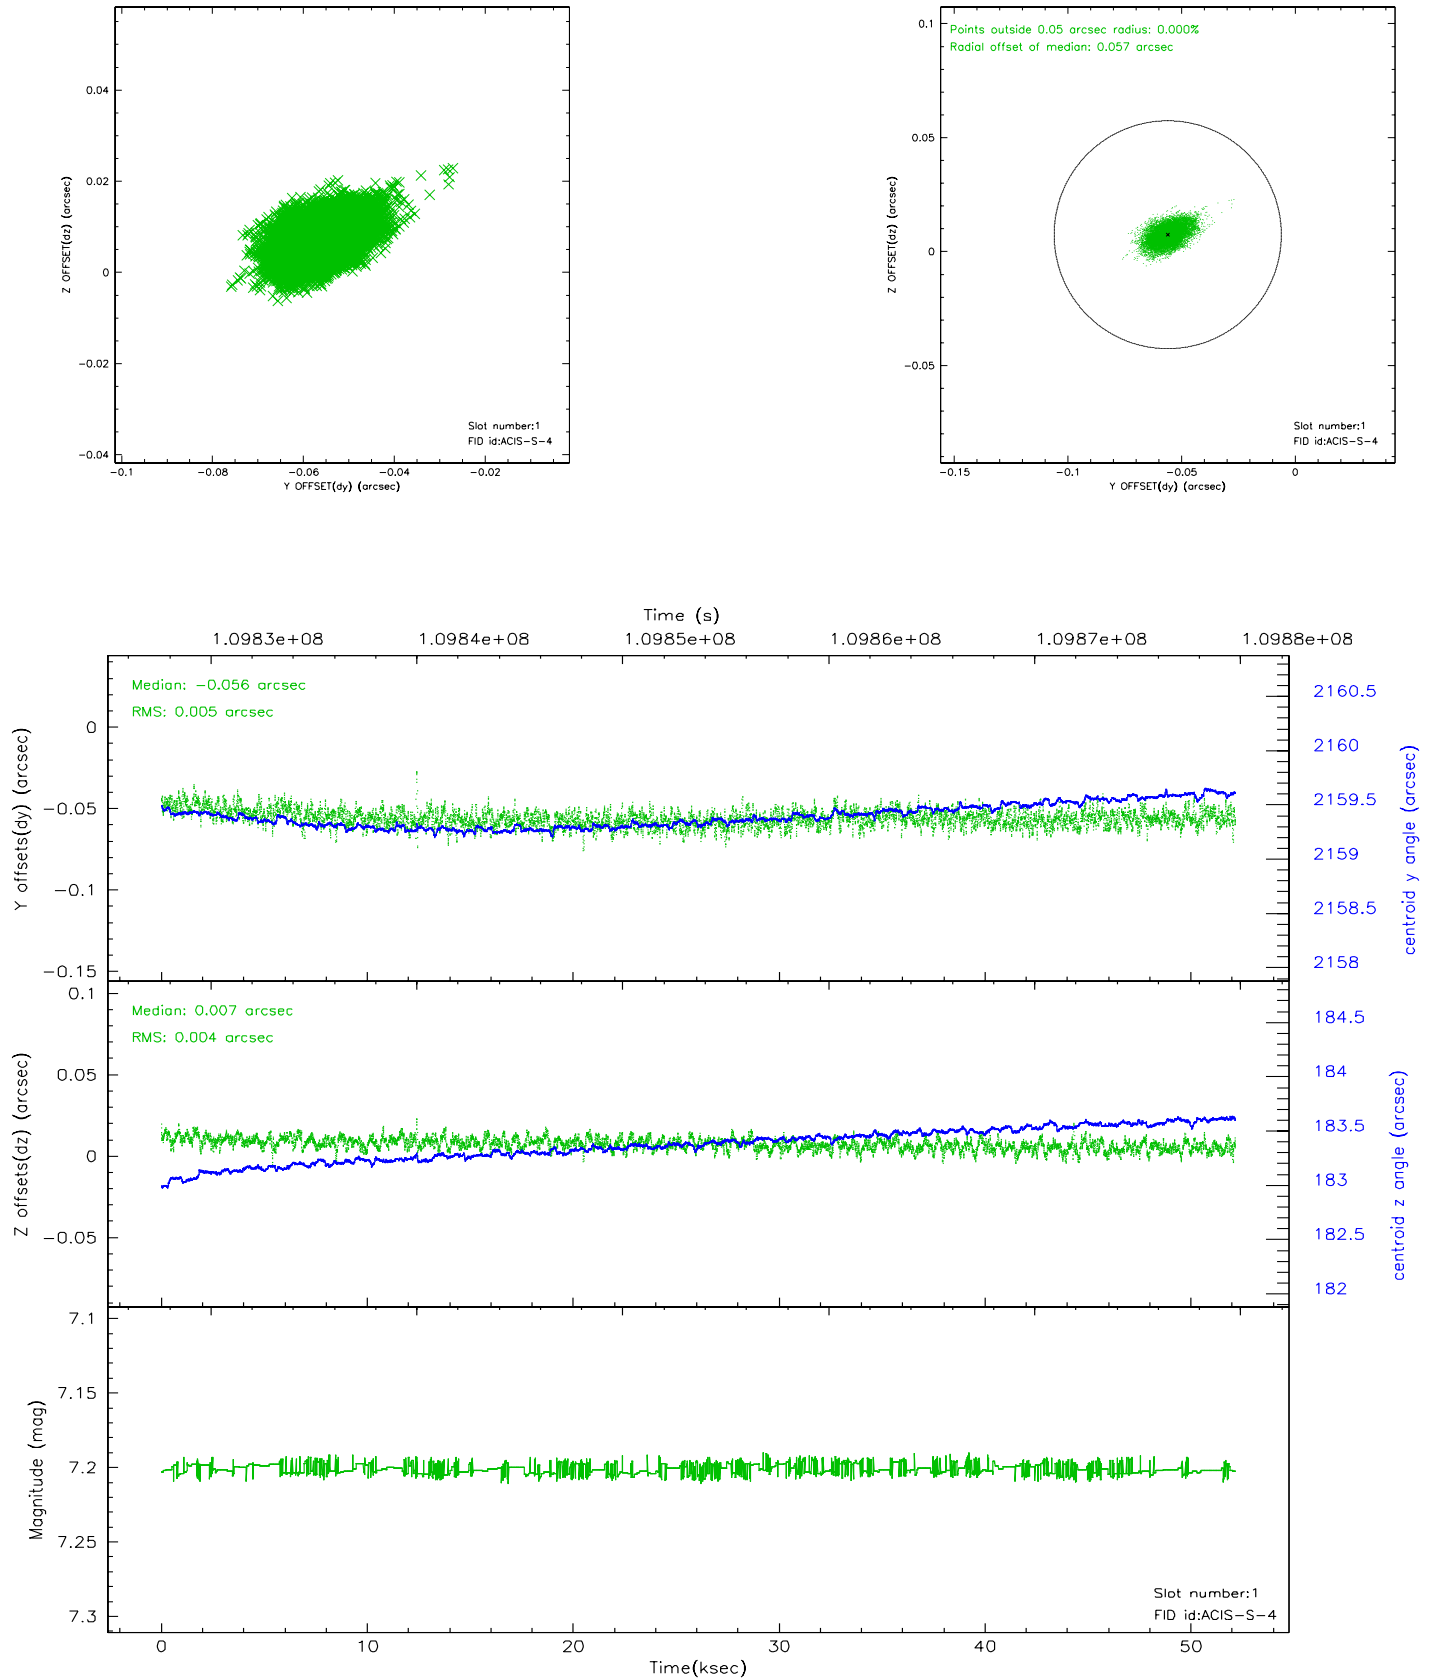 0.04
0.02
0
−0.02
−0.04
Z OFFSET(dz) (arcsec)
−0.1
−0.08
−0.06
−0.04
−0.02
Y OFFSET(dy) (arcsec)
Slot number:1
FID id:ACIS−S−4
Points outside 0.05 arcsec radius: 0.000%
Radial offset of median: 0.057 arcsec
0.1
0.05
0
−0.05
Z OFFSET(dz) (arcsec)
−0.15
−0.1
−0.05
0
Y OFFSET(dy) (arcsec)
Slot number:1
FID id:ACIS−S−4
Time (s)
1.0983e+08
1.0984e+08
1.0985e+08
1.0986e+08
1.0987e+08
1.0988e+08
Median: −0.056 arcsec
RMS: 0.005 arcsec
0
−0.05
−0.1
−0.15
Y offsets(dy) (arcsec)
2160.5
2160
2159.5
2159
2158.5
2158
centroid y angle (arcsec)
Median: 0.007 arcsec
RMS: 0.004 arcsec
0.1
0.05
0
−0.05
Z offsets(dz) (arcsec)
184.5
184
183.5
183
182.5
182
centroid z angle (arcsec)
7.1
7.15
7.2
7.25
7.3
Magnitude (mag)
Slot number:1
FID id:ACIS−S−4
0
10
20
30
40
50
Time(ksec)